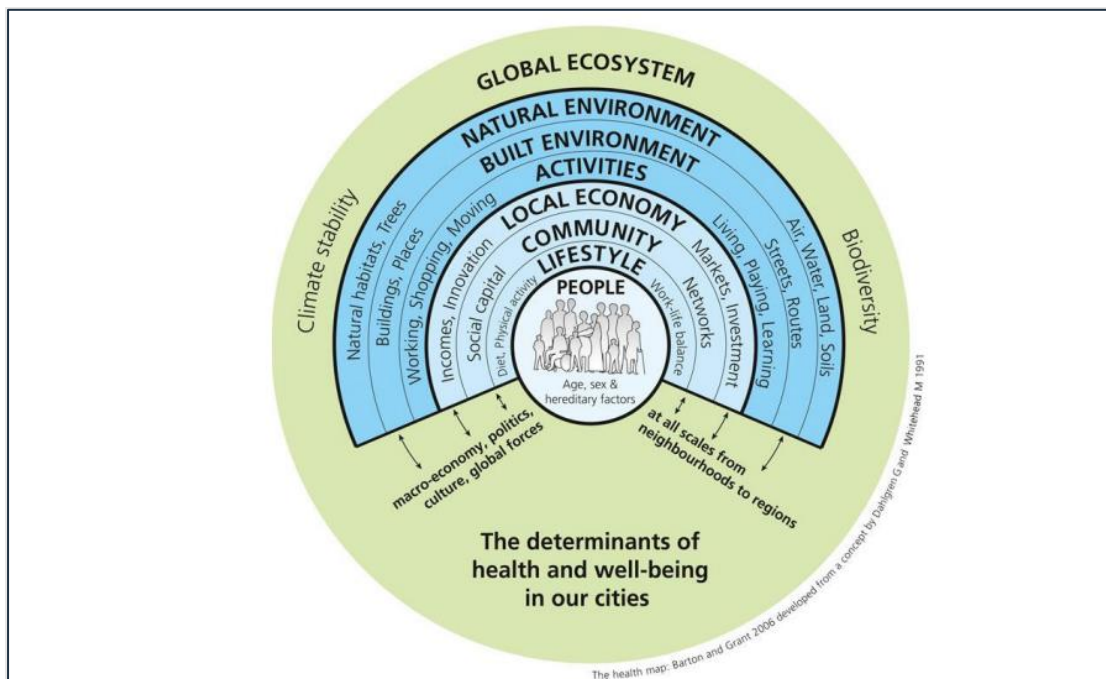 GLOBAL ECOSYSTEM
NATURAL ENVIRONMENT
BUILT ENVIRONMENT
ACTIVITIES
LOCAL ECONOMY
COMMUNITY
LIFESTYLE
PEOPLE
Climate stability
Natural habitats, Trees
Buildings, Places
Working, Shopping, Moving
Incomes, Innovation
Social capital
Diet, Physical activity
Work-life balance
Networks
Markets, Investment
Living, Playing, Learning
Streets, Routes
Air, Water, Land, Soils
Biodiversity
Age, sex &
hereditary factors
macro-economy, politics,
culture, global forces
at all scales from
neighbourhoods to regions
The determinants of
health and well-being
in our cities
The health map: Barton and Grant 2006 developed from a concept by Dahlgren G and Whitehead M 1991